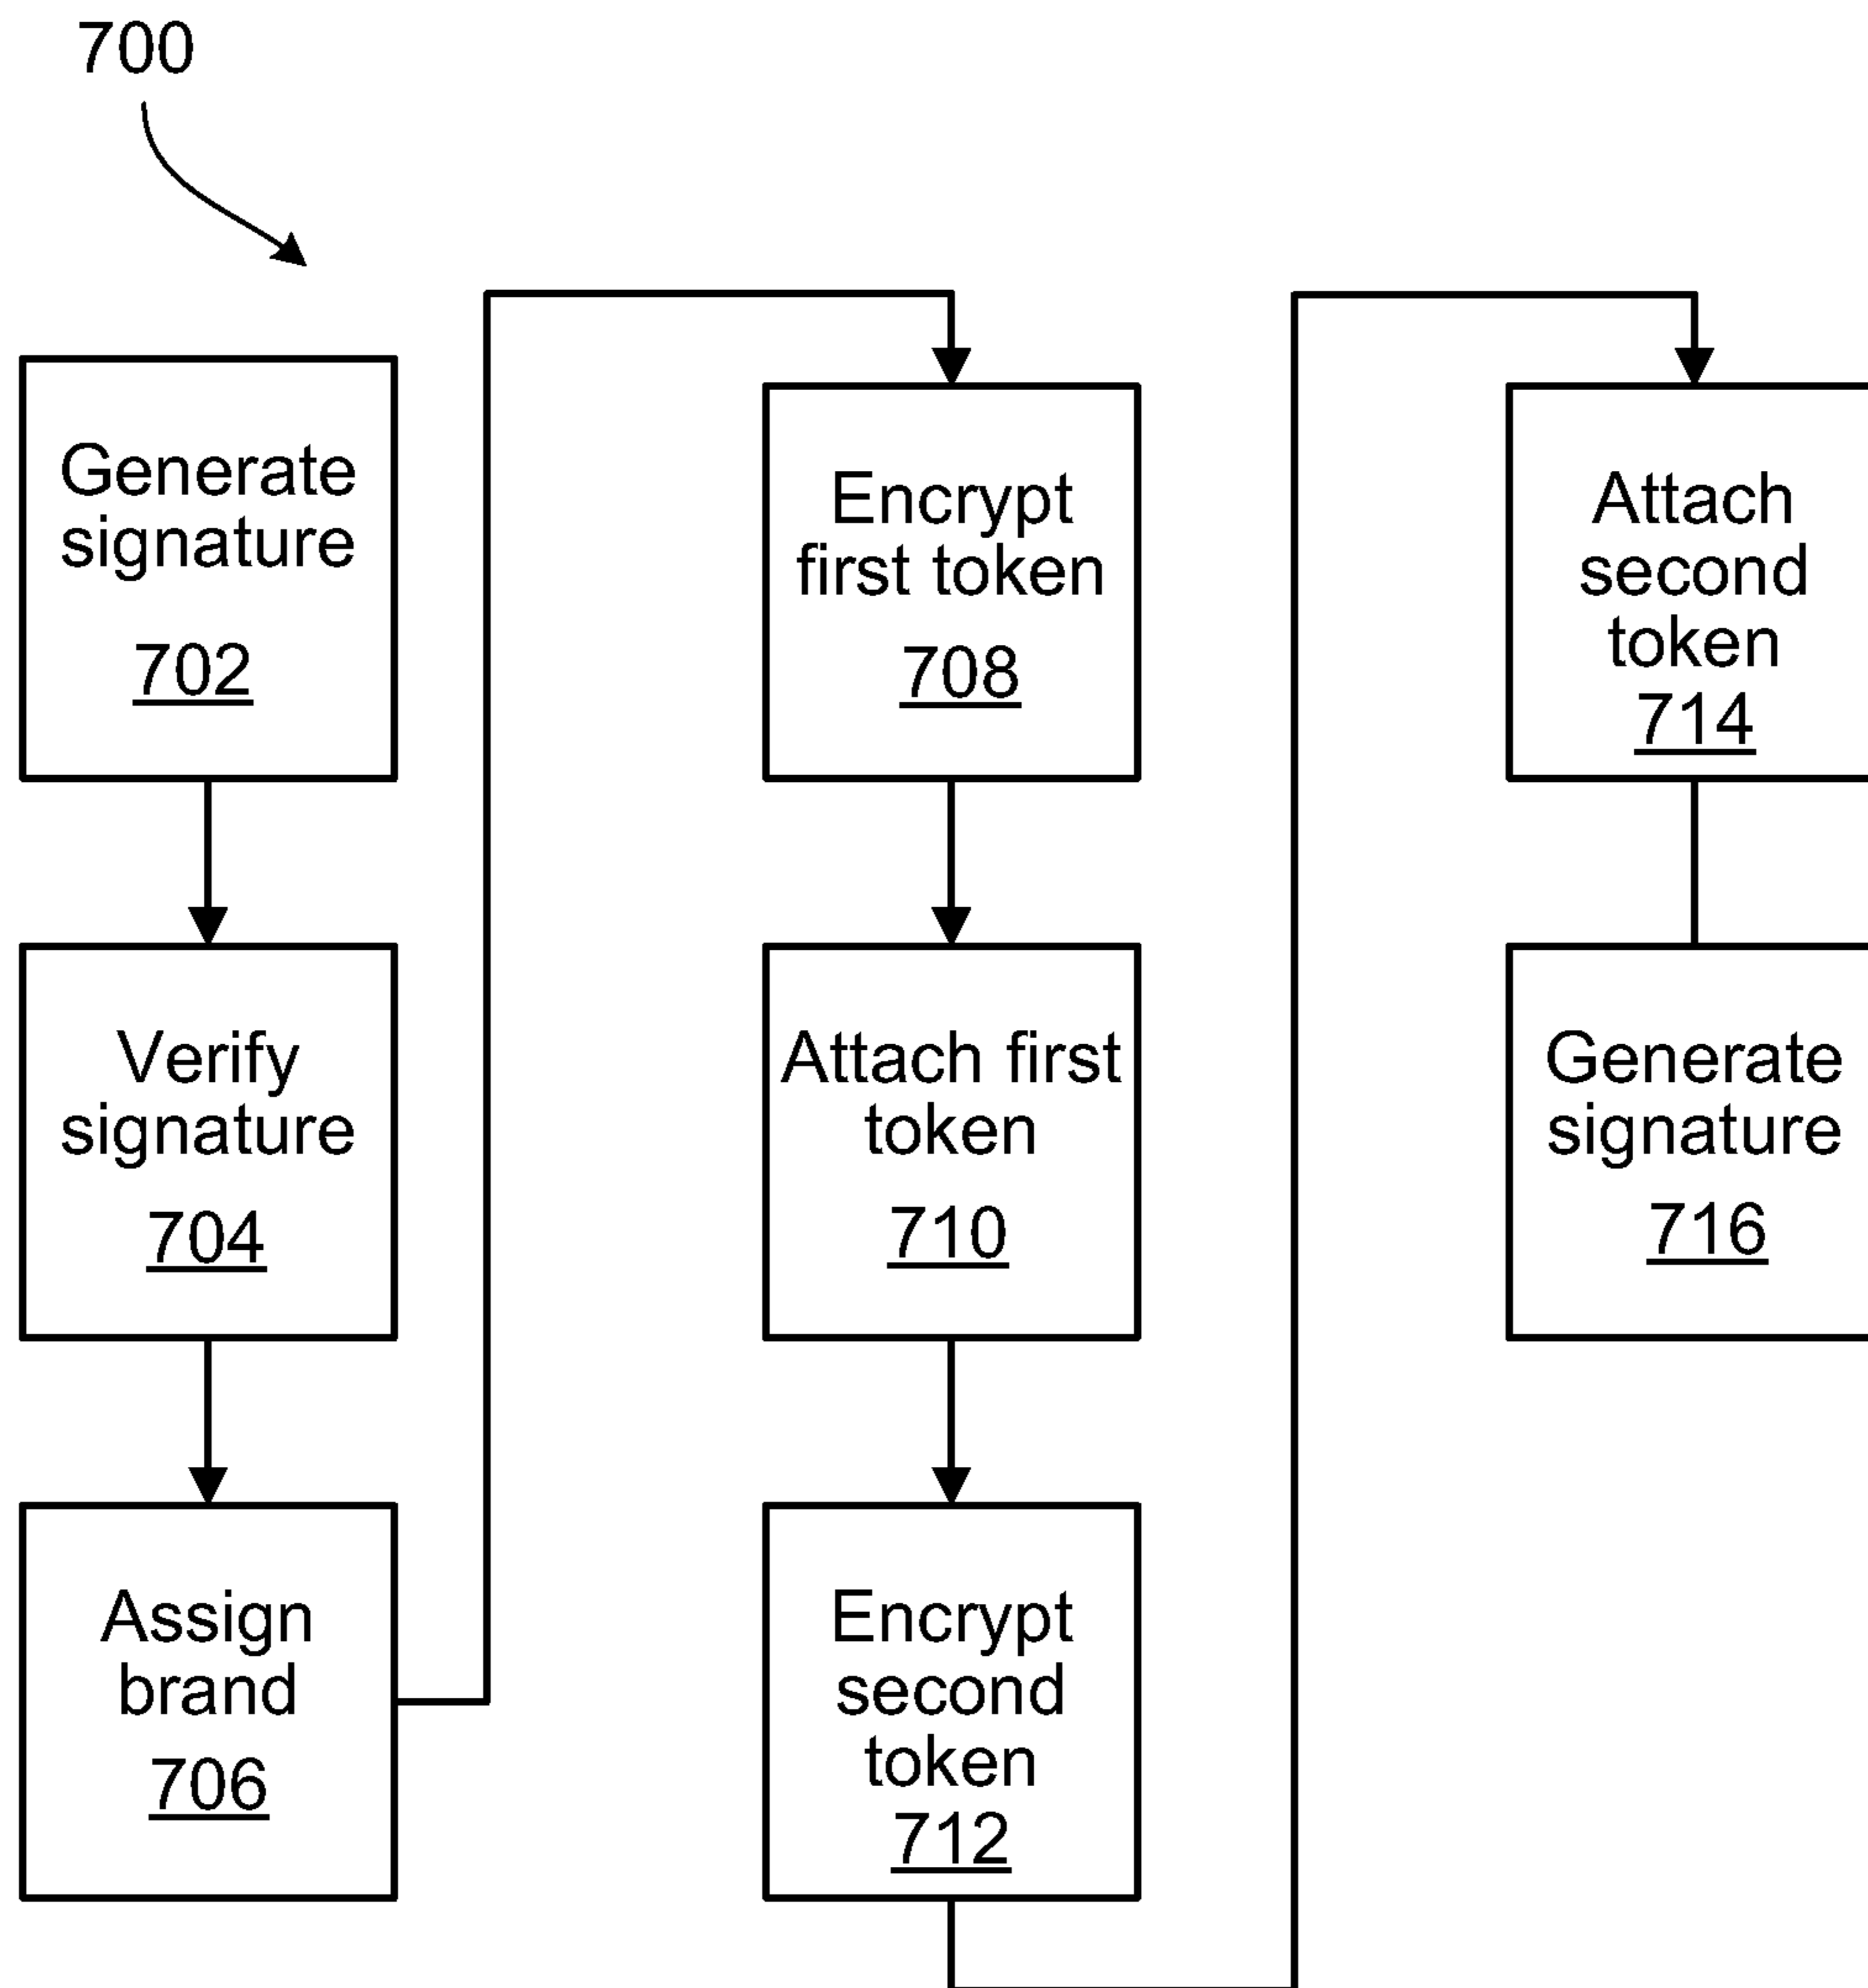 700
Generate
signature
702
Verify
signature
704
Assign
brand
706
Encrypt
first token
708
Attach first
token
710
Encrypt
second
token
712
Attach
second
token
714
Generate
signature
716